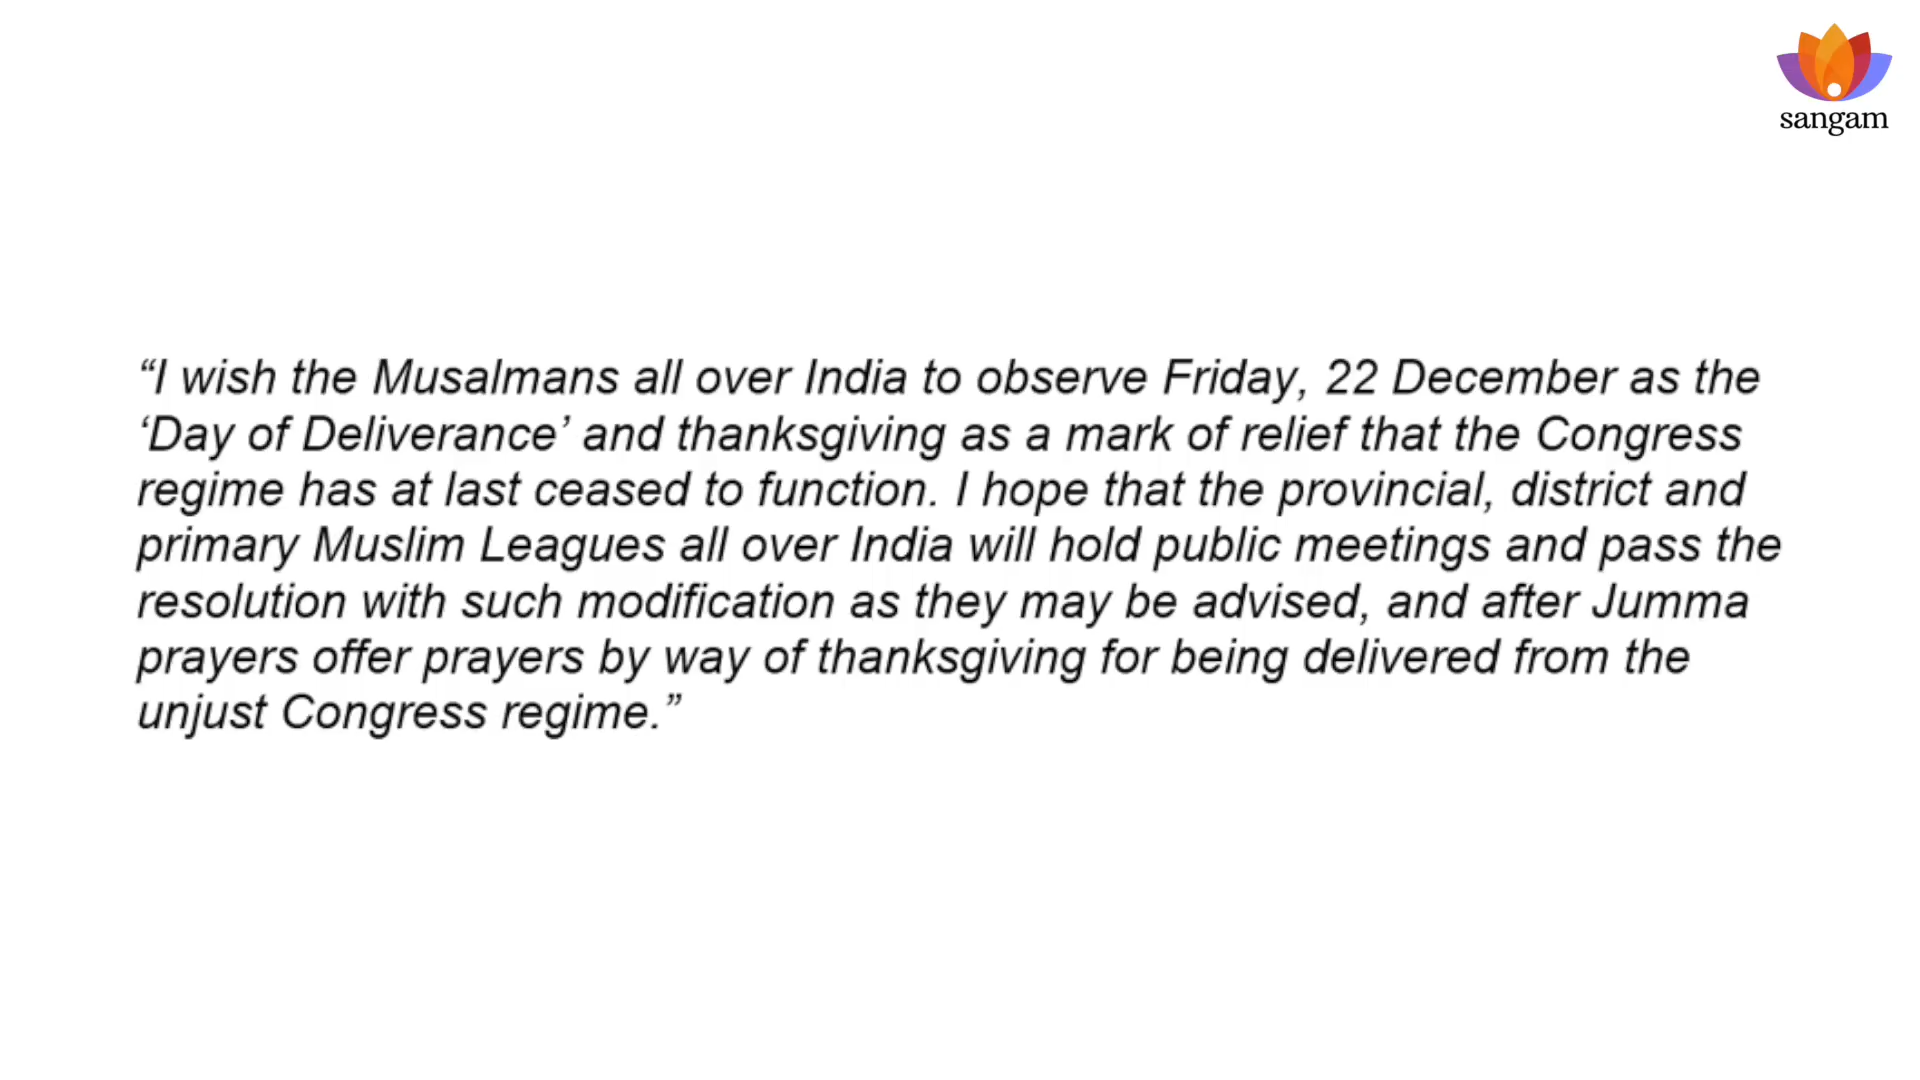 sangam
“I wish the Musalmans all over India to observe Friday, 22 December as the
‘Day of Deliverance’ and thanksgiving as a mark of relief that the Congress
regime has at last ceased to function. I hope that the provincial, district and
primary Muslim Leagues all over India will hold public meetings and pass the
resolution with such modification as they may be advised, and after Jumma
prayers offer prayers by way of thanksgiving for being delivered from the
unjust Congress regime.”